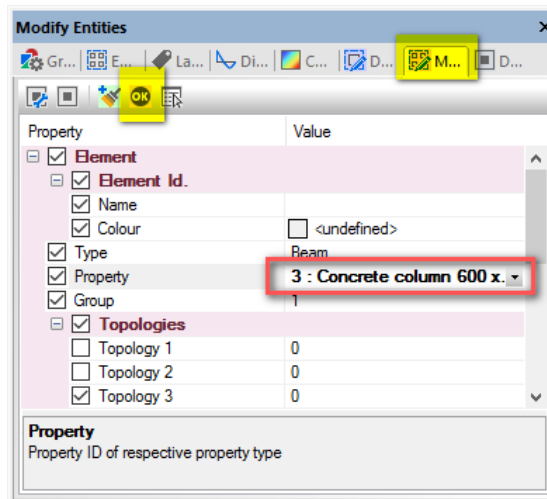 Modify Entities
Gr... E... La... Di... C... D... M... D...
OK
Property Value
Element
Element Id.
Name
Colour <undefined>
Type Beam
Property 3 : Concrete column 600 x.
Group 1
Topologies
Topology 1 0
Topology 2 0
Topology 3 0
Property
Property ID of respective property type